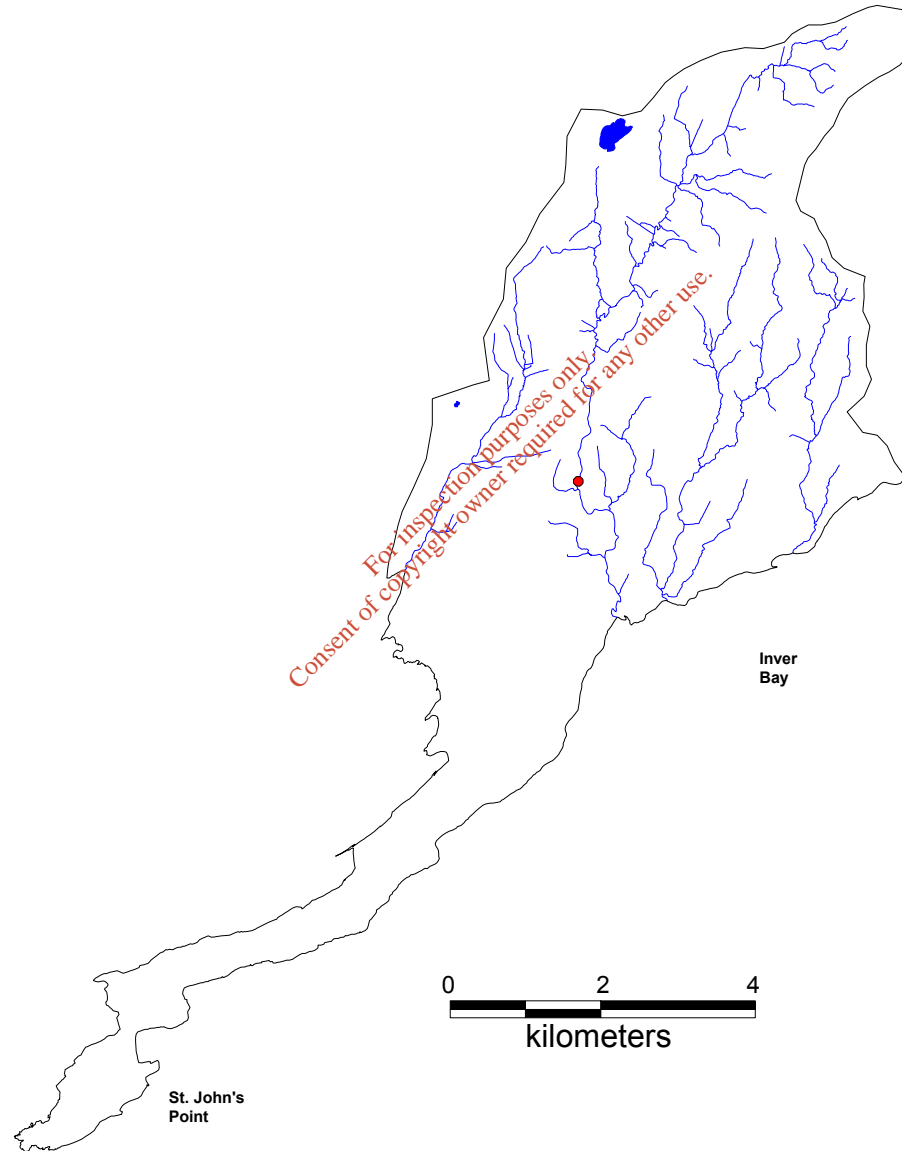 For inspection purposes only.
Consent of copyright owner required for any other use.
Inver
Bay
0 2 4
kilometers
St. John's
Point